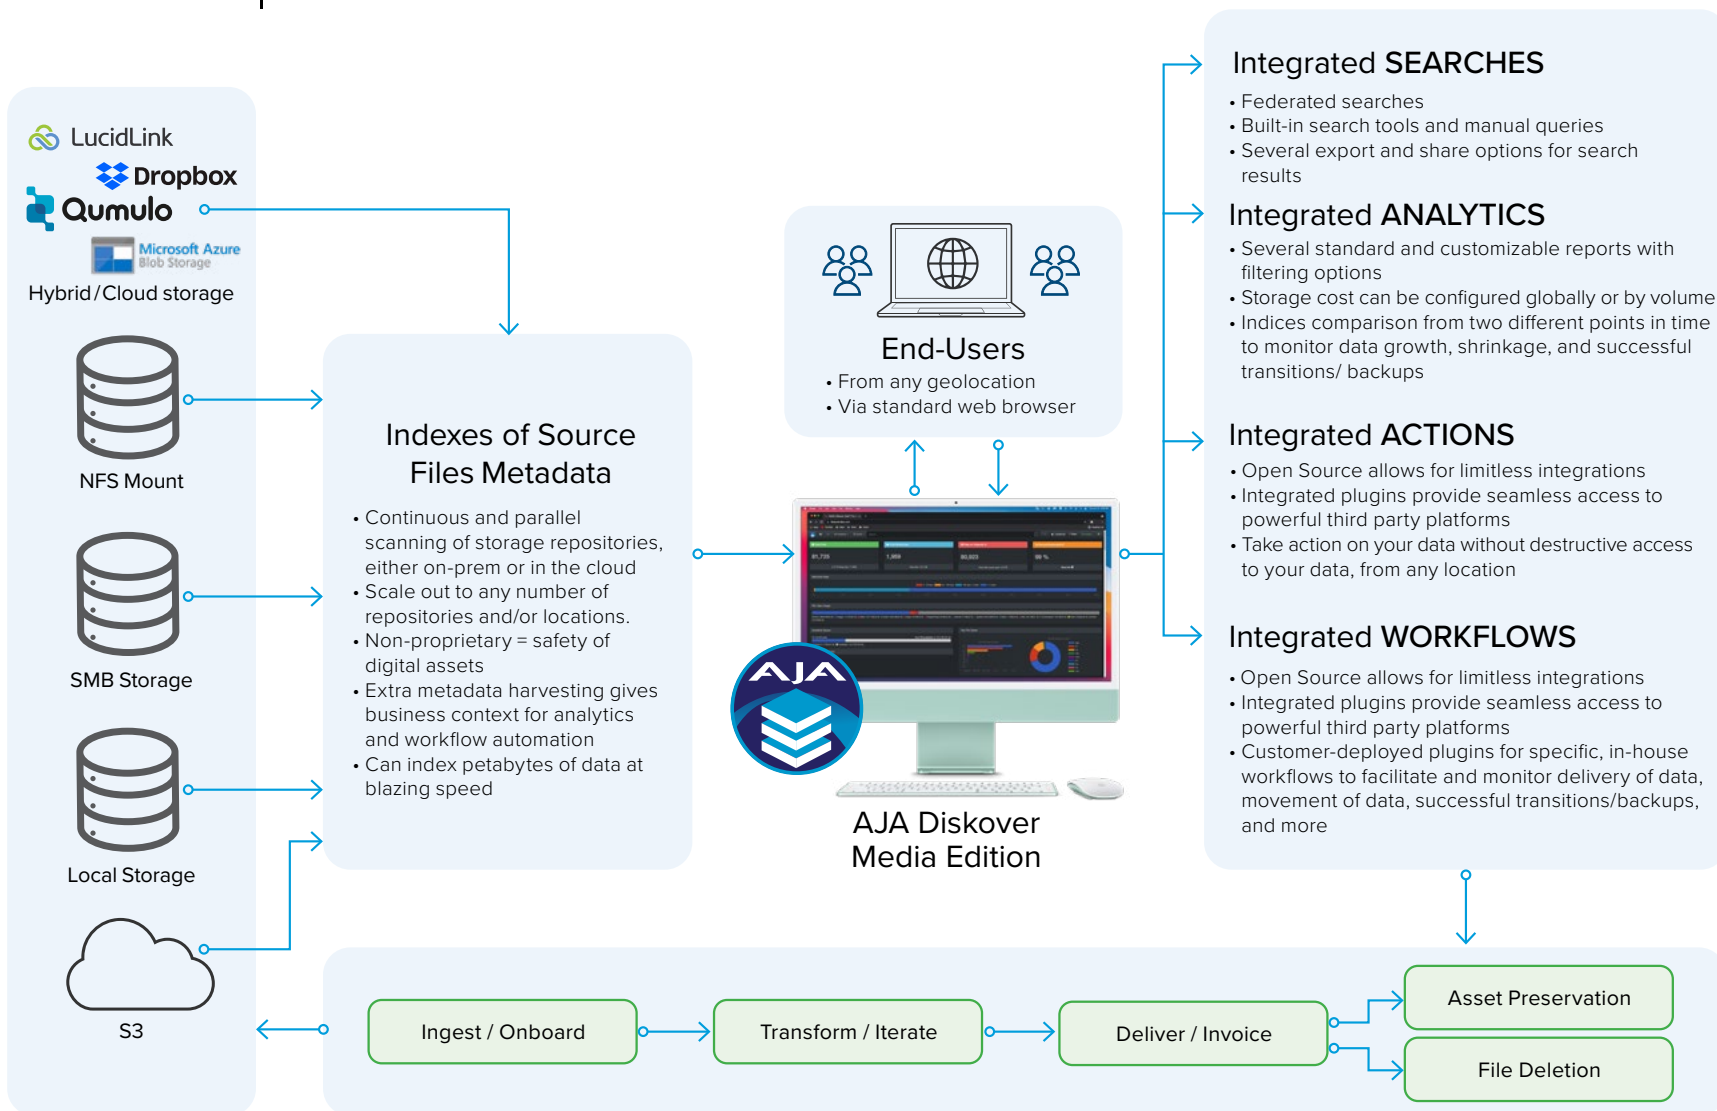 LucidLink
Dropbox
Qumulo
Microsoft Azure
Blob Storage
Hybrid/Cloud storage
NFS Mount
SMB Storage
Local Storage
S3
Indexes of Source
Files Metadata
• Continuous and parallel
scanning of storage repositories,
either on-prem or in the cloud
• Scale out to any number of
repositories and/or locations.
• Non-proprietary = safety of
digital assets
• Extra metadata harvesting gives
business context for analytics
and workflow automation
• Can index petabytes of data at
blazing speed
End-Users
• From any geolocation
• Via standard web browser
AJA
AJA Diskover
Media Edition
Integrated SEARCHES
• Federated searches
• Built-in search tools and manual queries
• Several export and share options for search
results
Integrated ANALYTICS
• Several standard and customizable reports with
filtering options
• Storage cost can be configured globally or by volume
• Indices comparison from two different points in time
to monitor data growth, shrinkage, and successful
transitions/ backups
Integrated ACTIONS
• Open Source allows for limitless integrations
• Integrated plugins provide seamless access to
powerful third party platforms
• Take action on your data without destructive access
to your data, from any location
Integrated WORKFLOWS
• Open Source allows for limitless integrations
• Integrated plugins provide seamless access to
powerful third party platforms
• Customer-deployed plugins for specific, in-house
workflows to facilitate and monitor delivery of data,
movement of data, successful transitions/backups,
and more
Ingest / Onboard
Transform / Iterate
Deliver / Invoice
Asset Preservation
File Deletion